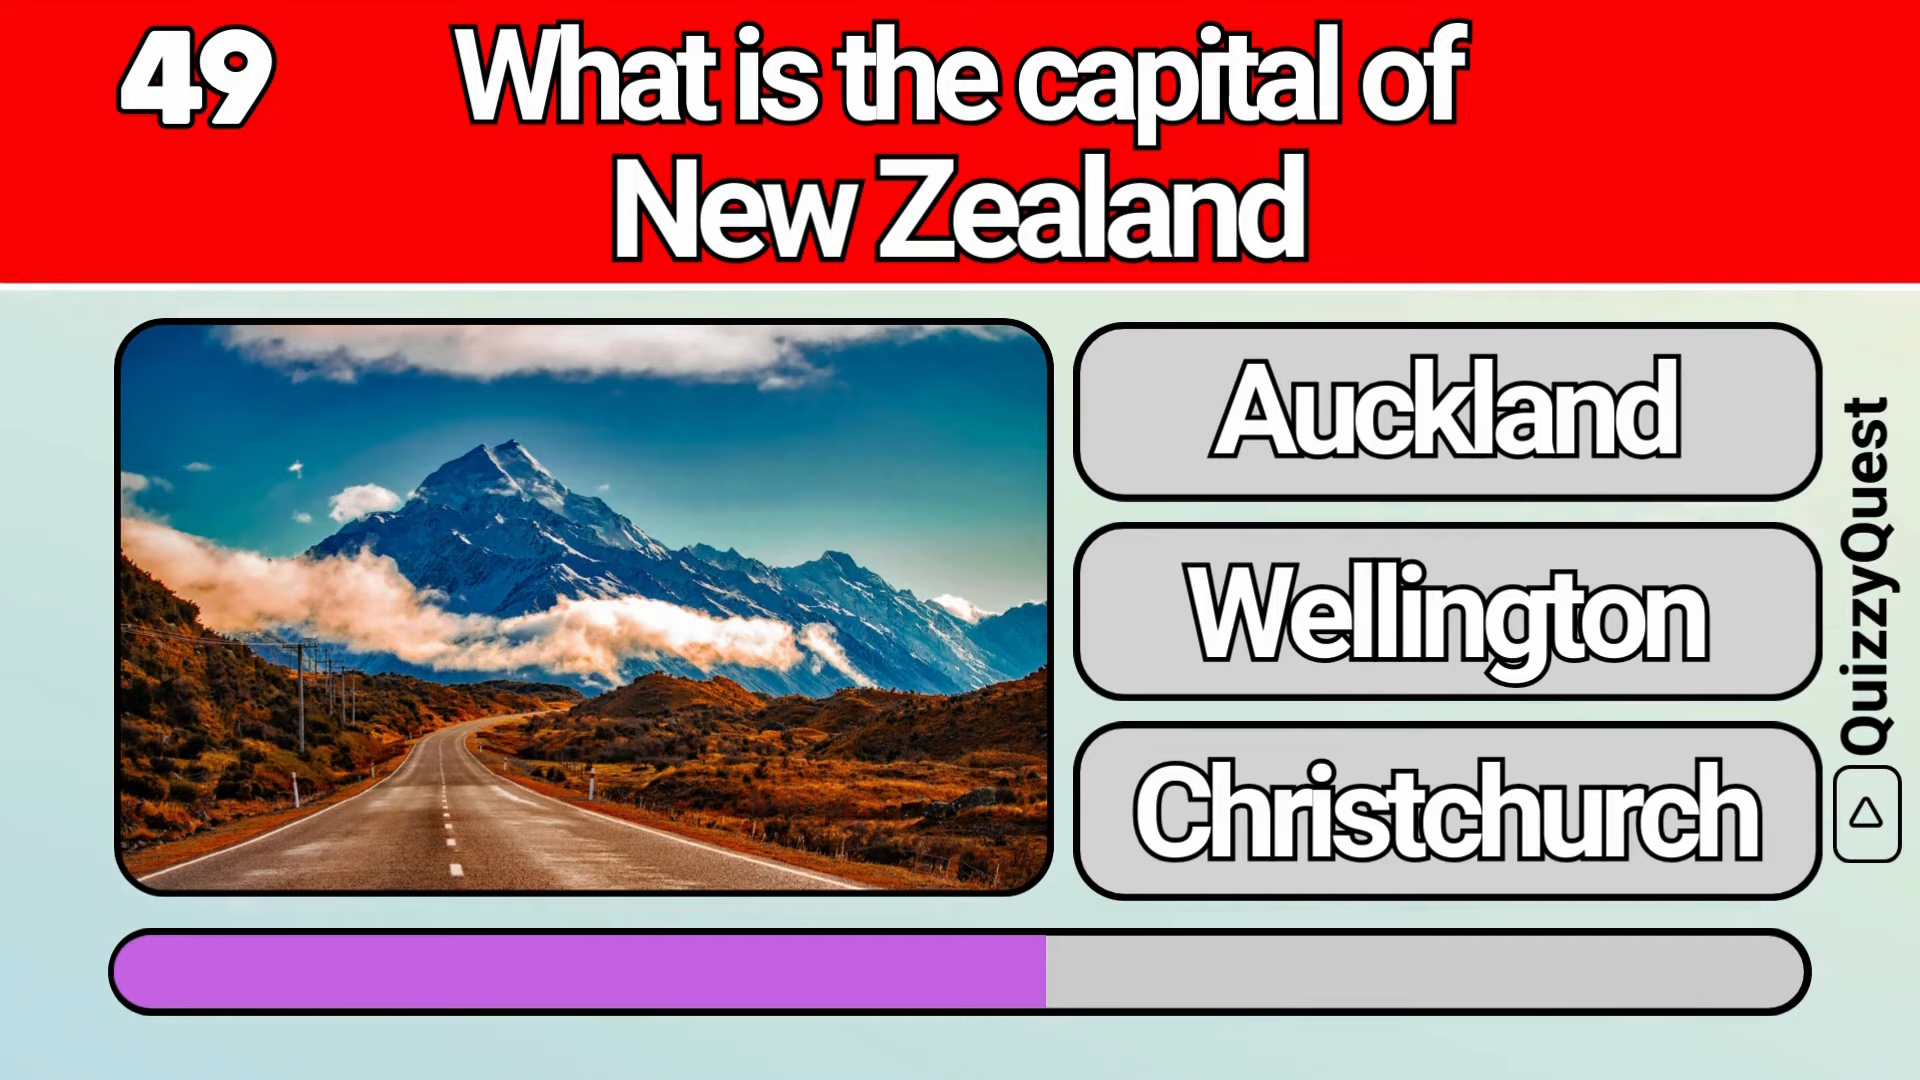 49
What is the capital of
New Zealand
Auckland
Wellington
Christchurch
QuizzyQuest